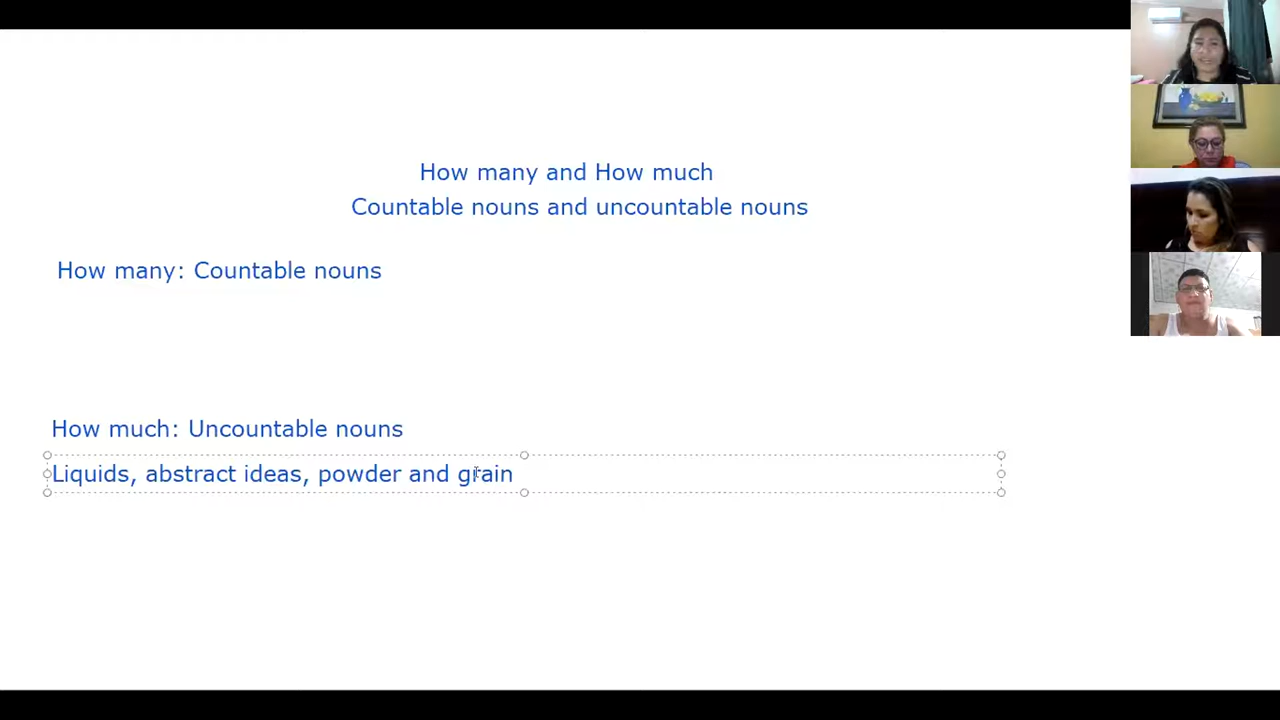 How many and How much
Countable nouns and uncountable nouns
How many: Countable nouns
How much: Uncountable nouns
Liquids, abstract ideas, powder and grain